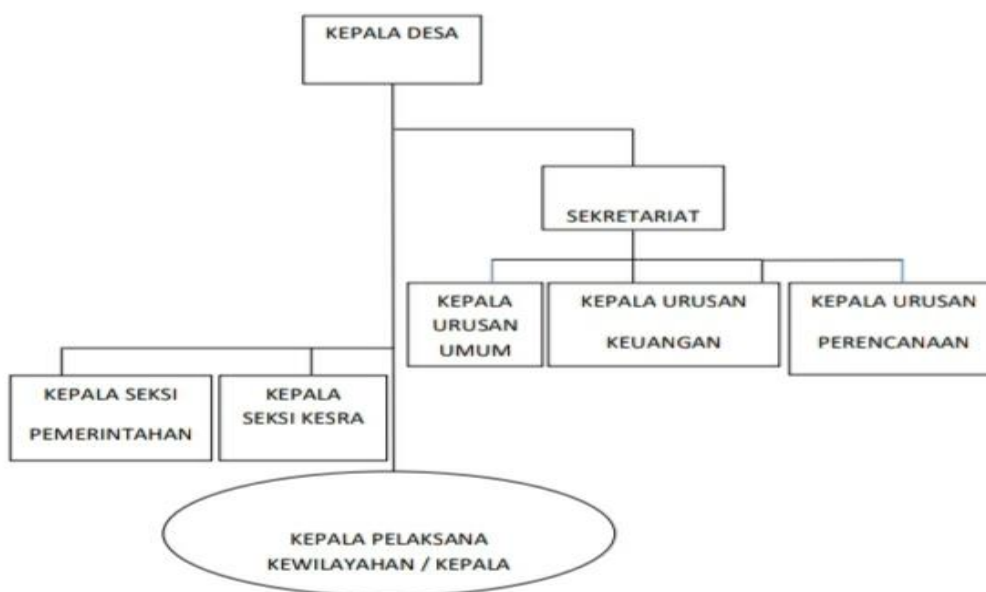 KEPALA DESA
SEKRETARIAT
KEPALA
URUSAN
UMUM
KEPALA URUSAN
KEUANGAN
KEPALA URUSAN
PERENCANAAN
KEPALA SEKSI
PEMERINTAHAN
KEPALA
SEKSI KESRA
KEPALA PELAKSANA
KEWILAYAHAN / KEPALA